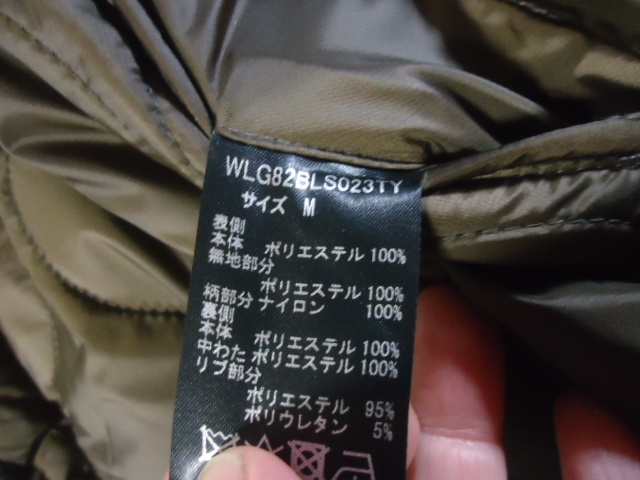 WLG82BLS023TY
サイズ M
表側
本体 ポリエステル 100%
無地部分
ポリエステル 100%
柄部分 ナイロン 100%
裏側
本体 ポリエステル 100%
中わた ポリエステル 100%
リブ部分
ポリエステル 95%
ポリウレタン 5%